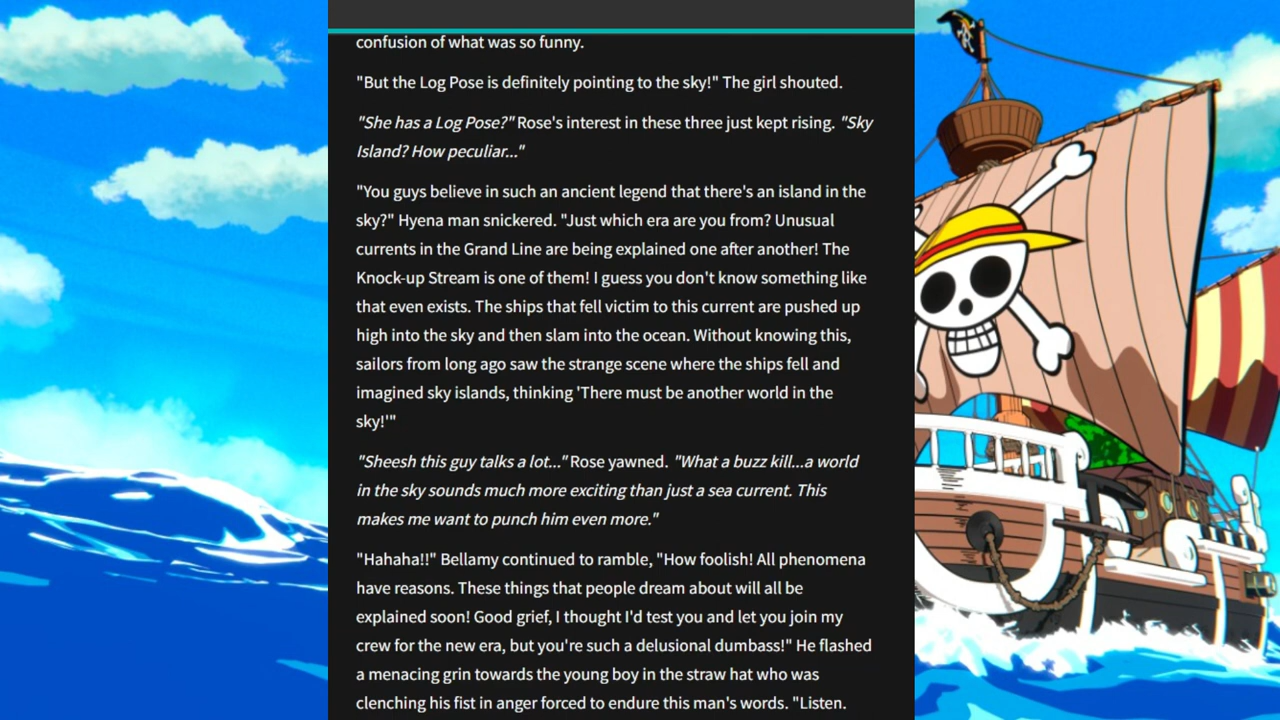 confusion of what was so funny.
"But the Log Pose is definitely pointing to the sky!" The girl shouted.
"She has a Log Pose?" Rose's interest in these three just kept rising. "Sky
Island? How peculiar..."
"You guys believe in such an ancient legend that there's an island in the
sky?" Hyena man snickered. "Just which era are you from? Unusual
currents in the Grand Line are being explained one after another! The
Knock-up Stream is one of them! I guess you don't know something like
that even exists. The ships that fell victim to this current are pushed up
high into the sky and then slam into the ocean. Without knowing this,
sailors from long ago saw the strange scene where the ships fell and
imagined sky islands, thinking 'There must be another world in the
sky!'"
"Sheesh this guy talks a lot..." Rose yawned. "What a buzz kill...a world
in the sky sounds much more exciting than just a sea current. This
makes me want to punch him even more."
"Hahaha!!" Bellamy continued to ramble, "How foolish! All phenomena
have reasons. These things that people dream about will all be
explained soon! Good grief, I thought I'd test you and let you join my
crew for the new era, but you're such a delusional dumbass!" He flashed
a menacing grin towards the young boy in the straw hat who was
clenching his fist in anger forced to endure this man's words. "Listen.